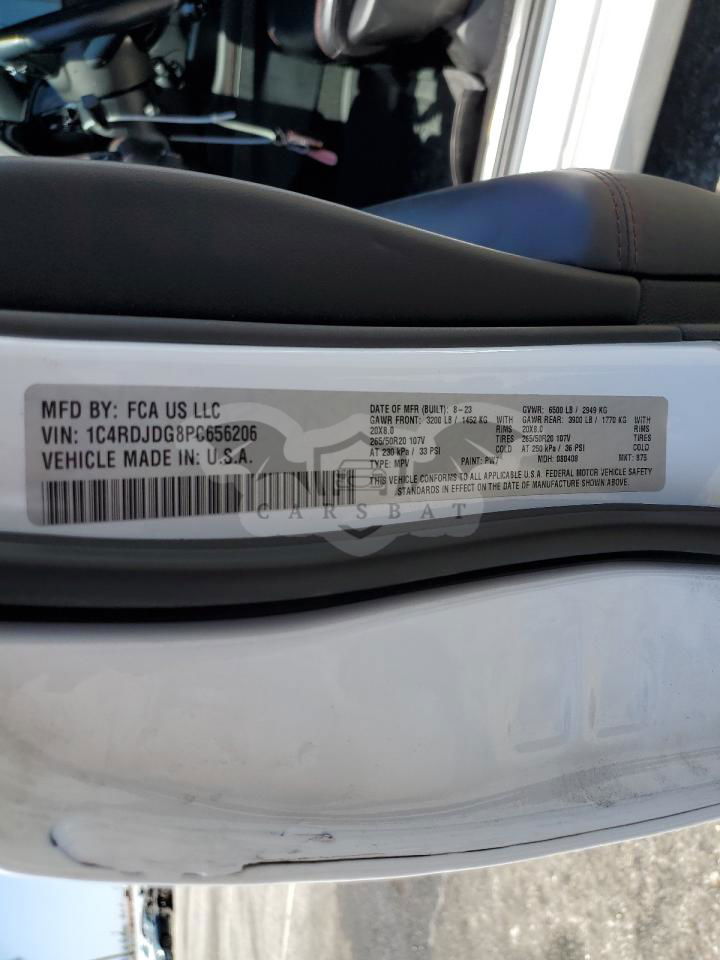 MFD BY: FCA US LLC
VIN: 1C4RDJDG8PC656206
VEHICLE MADE IN: U.S.A.
DATE OF MFR (BUILT): 8-23 GVWR: 6500 LB / 2949 KG
GAWR FRONT: 3200 LB / 1452 KG WITH GAWR REAR: 3900 LB / 1770 KG WITH
20X8.0 RIMS 20X8.0 RIMS
265/50R20 107V TIRES 265/50R20 107V TIRES
AT 230 kPa / 33 PSI COLD AT 250 kPa / 36 PSI COLD
TYPE: MPV PAINT: PW7 MDH: 080408 MKT: 875
THIS VEHICLE CONFORMS TO ALL APPLICABLE U.S.A. FEDERAL MOTOR VEHICLE SAFETY
STANDARDS IN EFFECT ON THE DATE OF MANUFACTURE SHOWN ABOVE.
CARSBAT